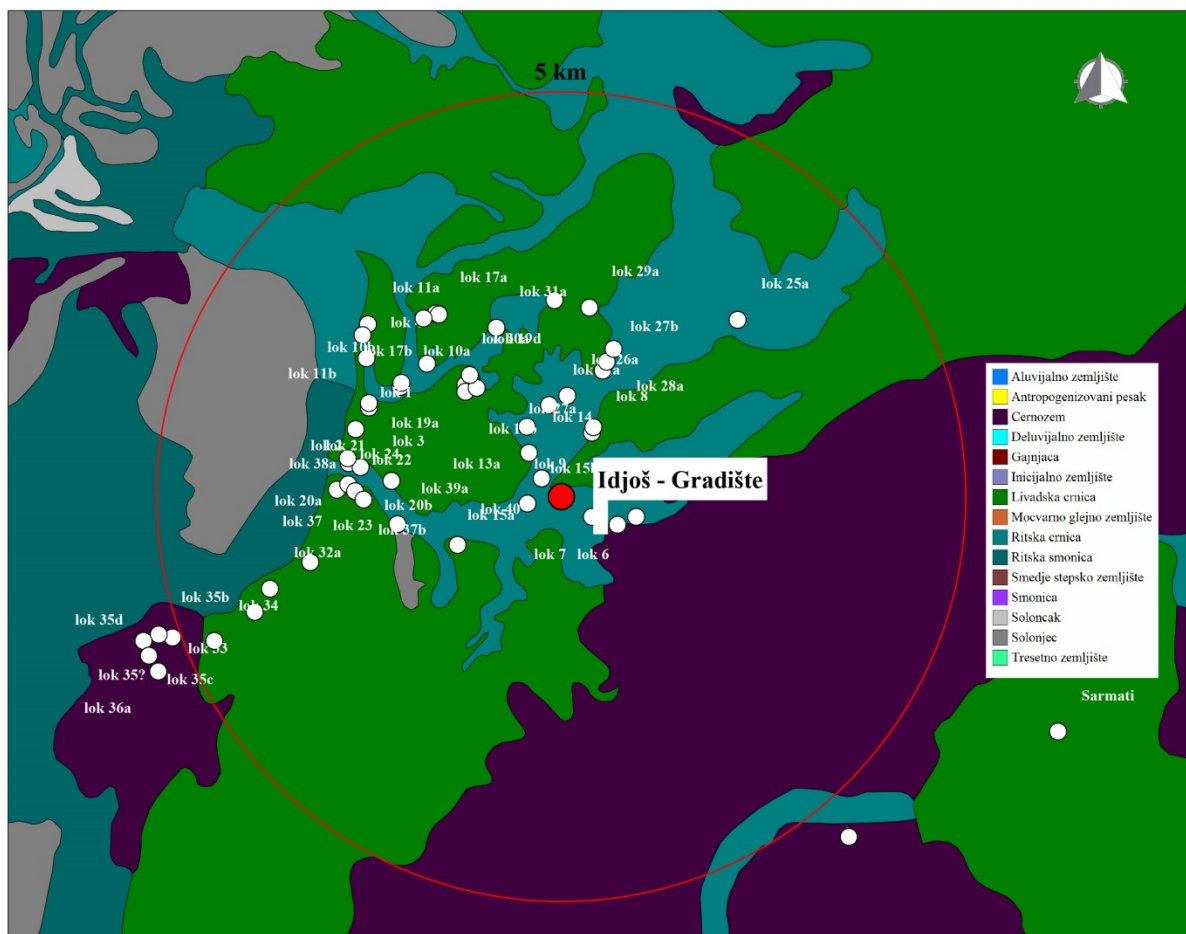 5 km
lok 29a
lok 17a
lok 25a
lok 11a
lok 31a
lok 27b
lok
lok 10b
lok 17b
lok 10a
lok 26a
lok 11b
lok 28a
lok 1
lok 8
lok 27a
lok 14
lok 19a
lok 3
lok 21
lok 24
lok 38a
lok 22
lok 13a
lok 9
Idjoš - Gradište
lok 20a
lok 39a
lok 20b
lok 40
lok 15a
lok 37
lok 23
lok 37b
lok 32a
lok 7
lok 6
lok 35b
lok 34
lok 35d
lok 33
lok 35?
lok 35c
lok 36a
Aluvijalno zemljište
Antropogenizovani pesak
Cernozem
Deluvijalno zemljište
Gajnjaca
Inicijalno zemljište
Livadska crnica
Mocvarno glejno zemljište
Ritska crnica
Ritska smonica
Smedje stepsko zemljište
Smonica
Soloncak
Solonjec
Tresetno zemljište
Sarmati